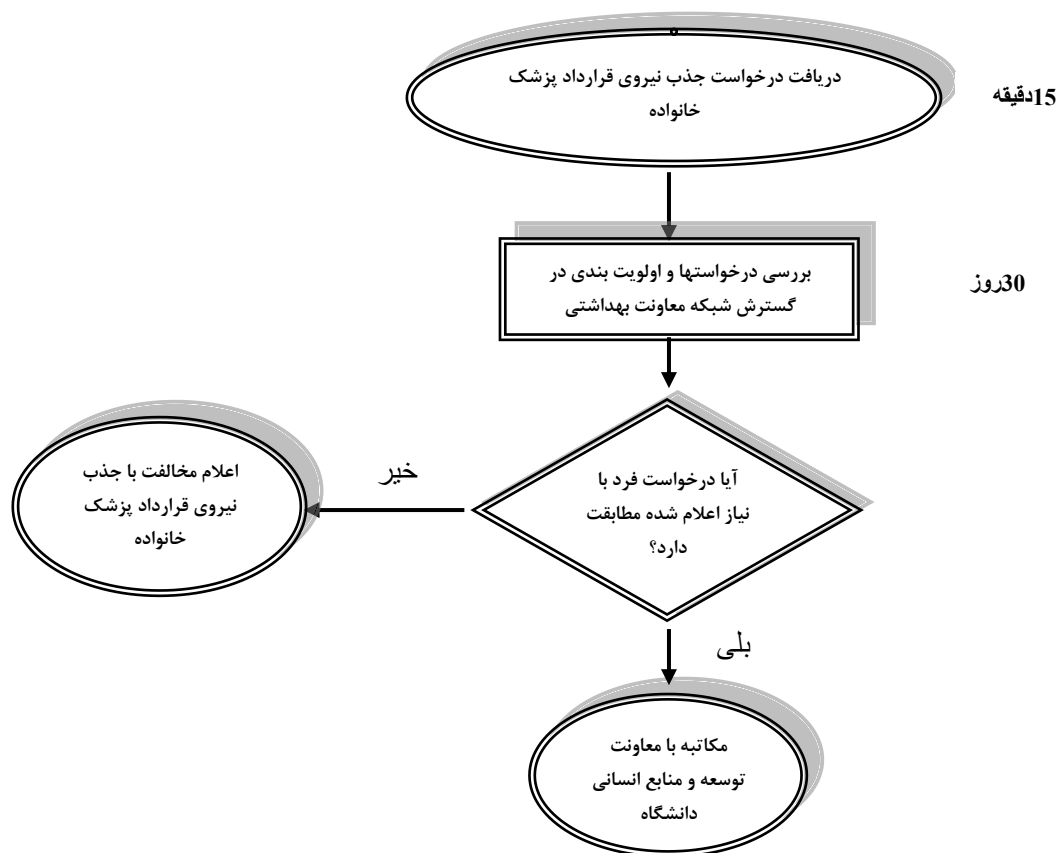 دریافت درخواست جذب نیروی قرارداد پزشک
خانواده
15دقیقه
بررسی درخواستها و اولویت بندی در
گسترش شبکه معاونت بهداشتی
30روز
آیا درخواست فرد با
نیاز اعلام شده مطابقت
دارد؟
خیر
اعلام مخالفت با جذب
نیروی قرارداد پزشک
خانواده
بلی
مکاتبه با معاونت
توسعه و منابع انسانی
دانشگاه